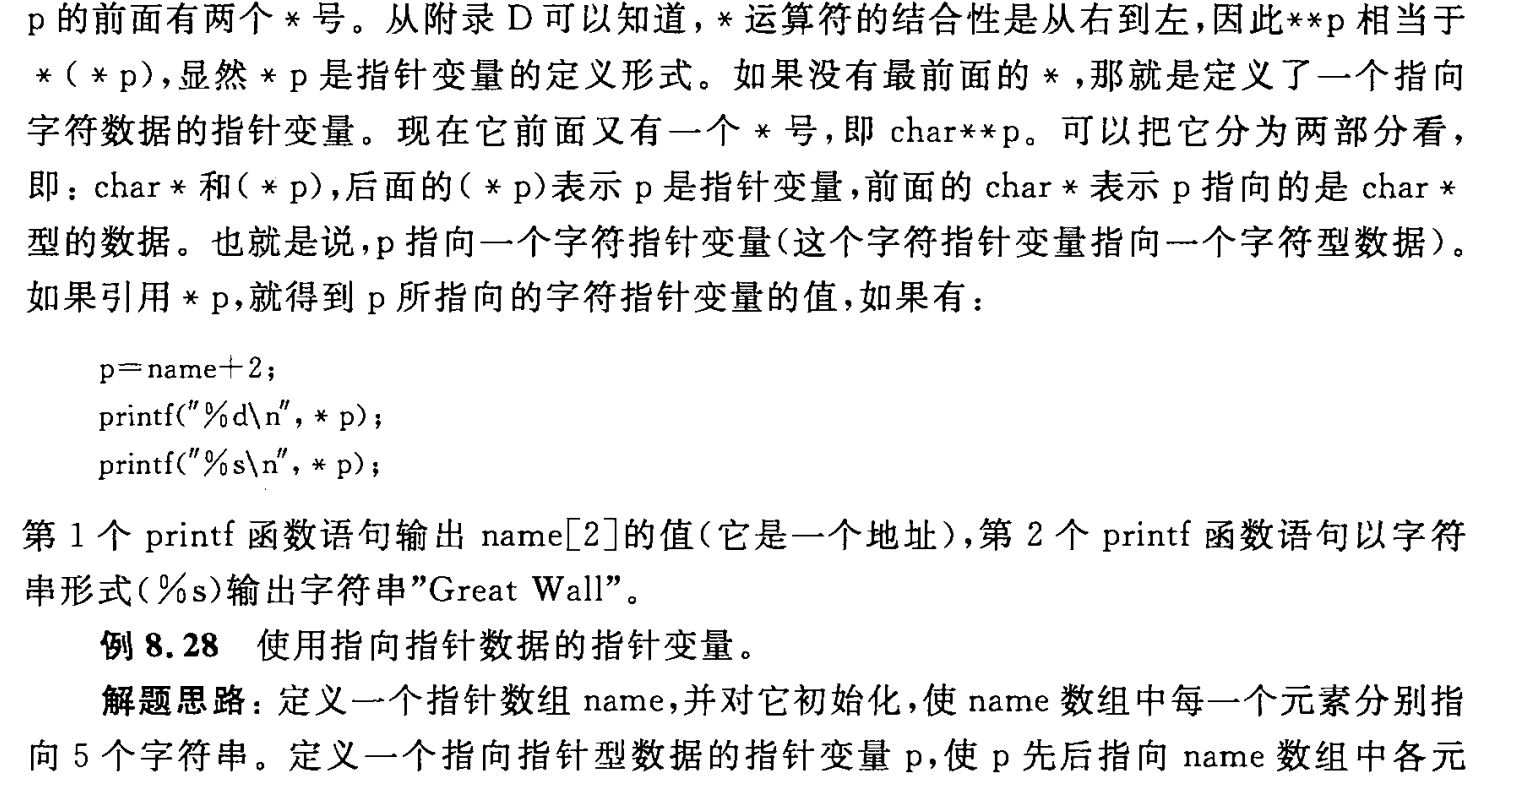 p 的前面有两个 * 号。从附录 D 可以知道,* 运算符的结合性是从右到左,因此**p 相当于
*(*p),显然 *p 是指针变量的定义形式。如果没有最前面的 *,那就是定义了一个指向
字符数据的指针变量。现在它前面又有一个 * 号,即 char**p。可以把它分为两部分看,
即:char * 和(*p),后面的(*p)表示 p 是指针变量,前面的 char * 表示 p 指向的是 char *
型的数据。也就是说,p 指向一个字符指针变量(这个字符指针变量指向一个字符型数据)。
如果引用 *p,就得到 p 所指向的字符指针变量的值,如果有:
p=name+2;
printf("%d\n", *p);
printf("%s\n", *p);
第 1 个 printf 函数语句输出 name[2]的值(它是一个地址),第 2 个 printf 函数语句以字符
串形式(%s)输出字符串”Great Wall”。
例 8.28 使用指向指针数据的指针变量。
解题思路:定义一个指针数组 name,并对它初始化,使 name 数组中每一个元素分别指
向 5 个字符串。定义一个指向指针型数据的指针变量 p,使 p 先后指向 name 数组中各元